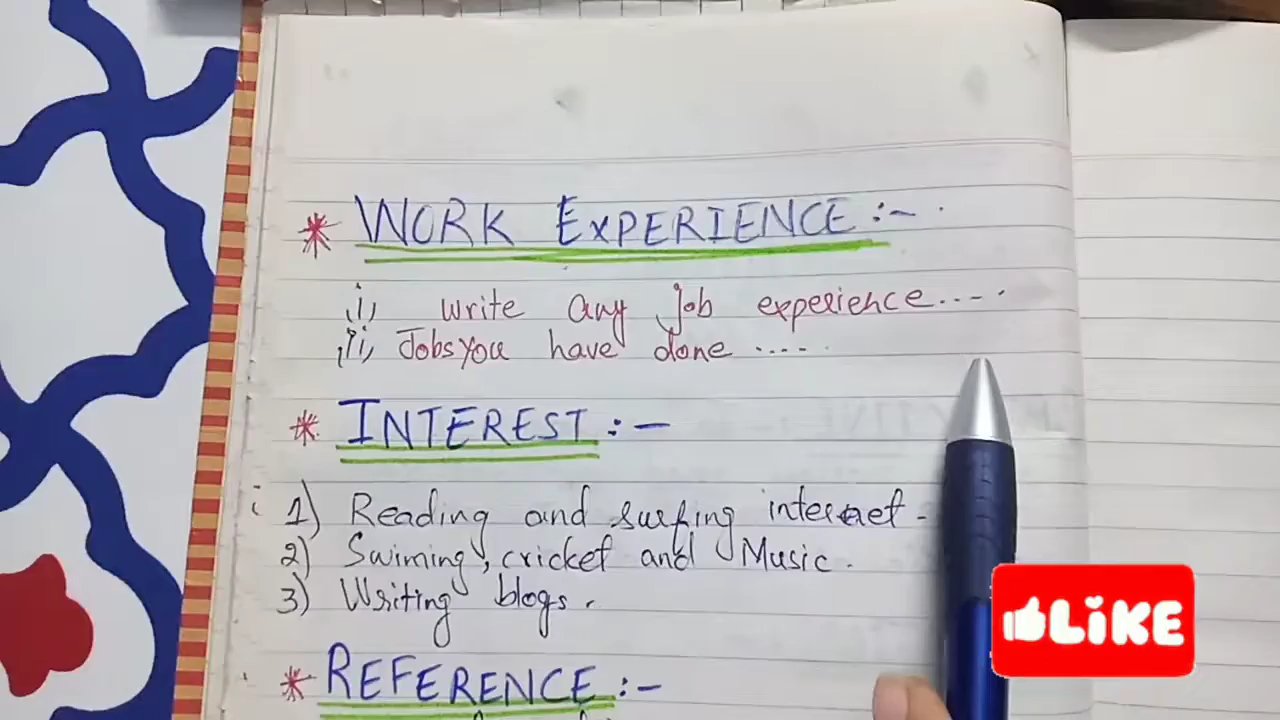 * WORK EXPERIENCE :-
i, write any job experience....
ii, Jobs you have done ....
* INTEREST :-
1) Reading and surfing internet -
2) Swiming, cricket and Music.
3) Writing blogs.
* REFERENCE :-
LIKE